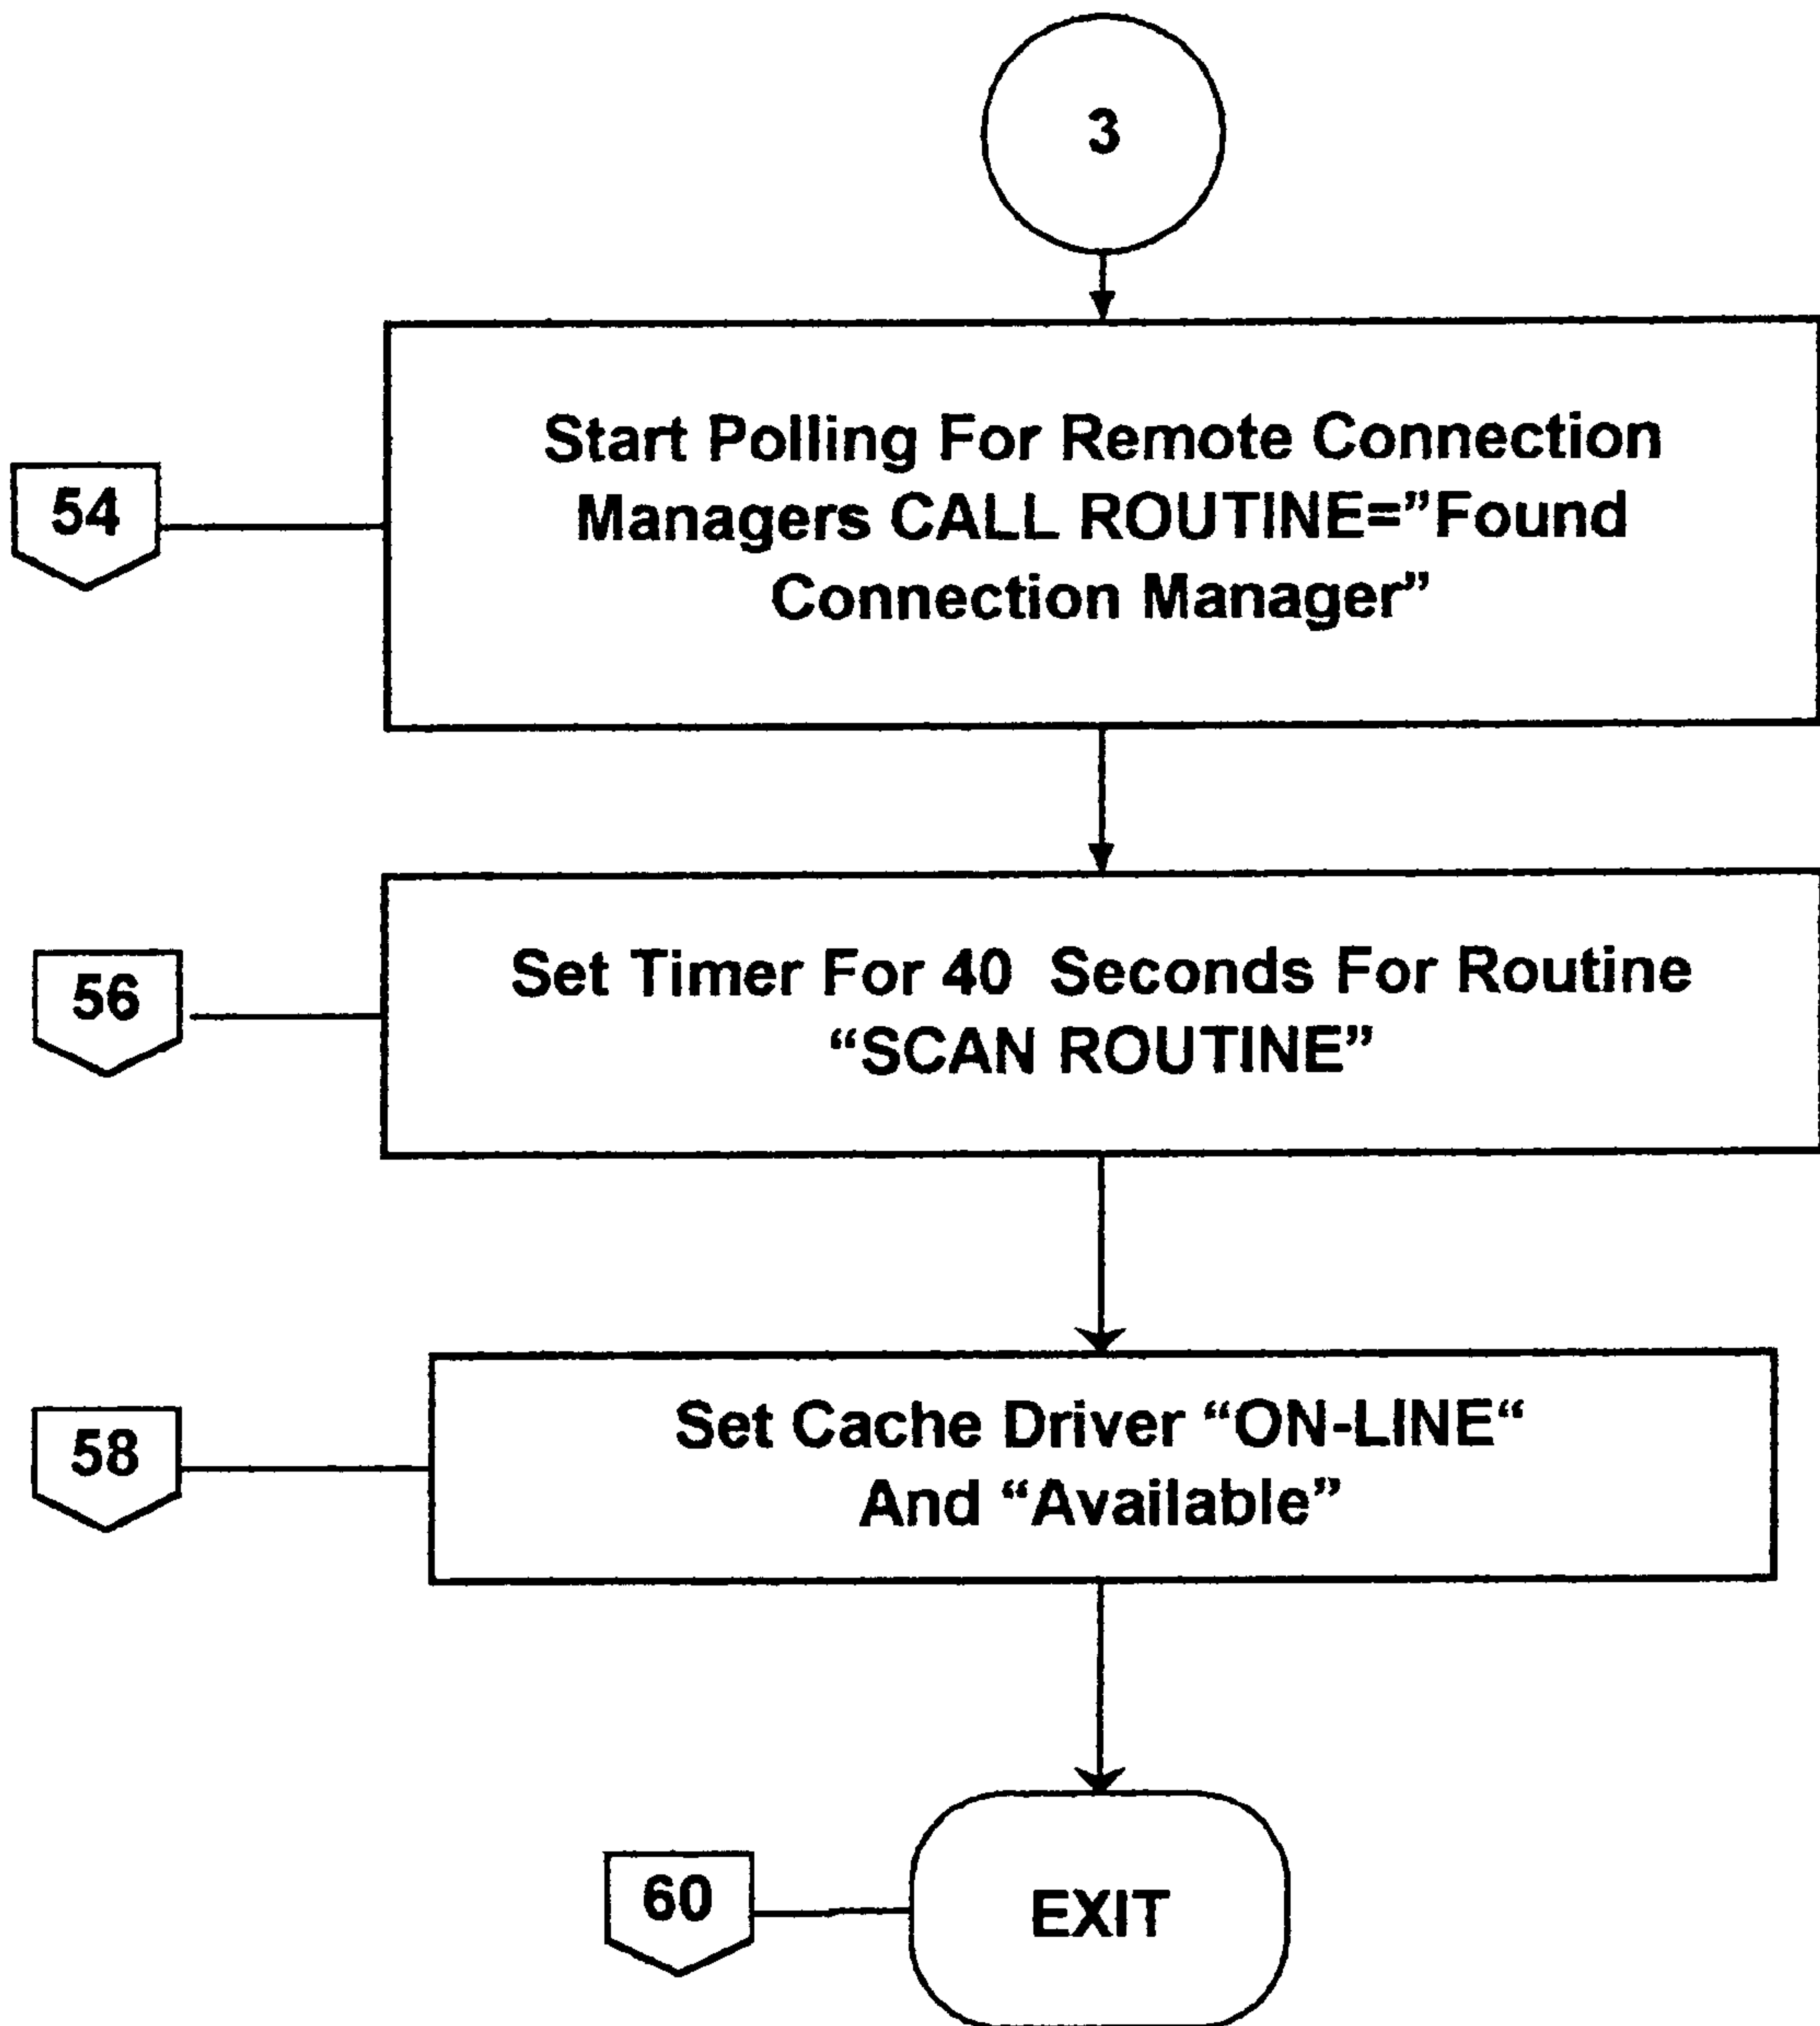 3
54
Start Polling For Remote Connection
Managers CALL ROUTINE=”Found
Connection Manager”
56
Set Timer For 40 Seconds For Routine
“SCAN ROUTINE”
58
Set Cache Driver “ON-LINE“
And “Available”
60
EXIT